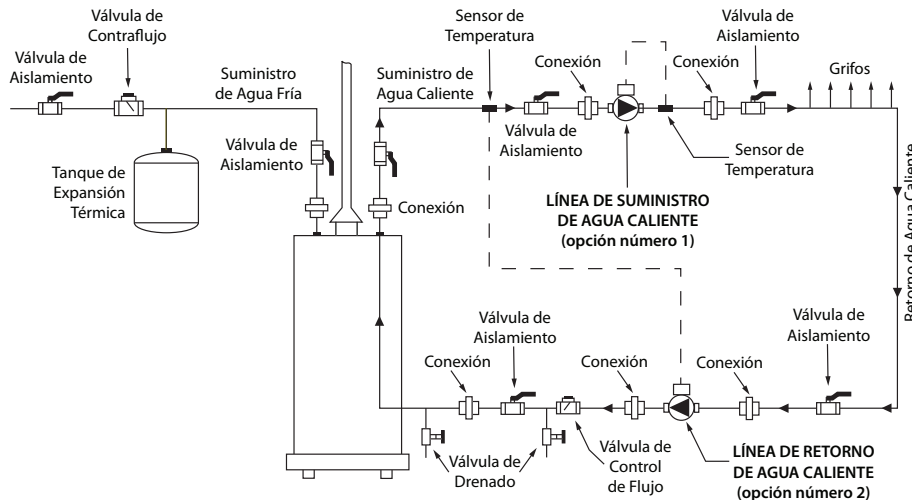 Válvula de
Contraflujo
Válvula de
Aislamiento
Suministro
de Agua Fría
Suministro de
Agua Caliente
Sensor de
Temperatura
Conexión
Conexión
Válvula de
Aislamiento
Grifos
Válvula de
Aislamiento
Válvula de
Aislamiento
Sensor de
Temperatura
Tanque de
Expansión
Térmica
Conexión
LÍNEA DE SUMINISTRO
DE AGUA CALIENTE
(opción número 1)
Retorno de Agua Caliente
Válvula de
Aislamiento
Conexión
Conexión
Conexión
Válvula de
Aislamiento
Válvula de
Drenado
Válvula de
Control
de Flujo
LÍNEA DE RETORNO
DE AGUA CALIENTE
(opción número 2)